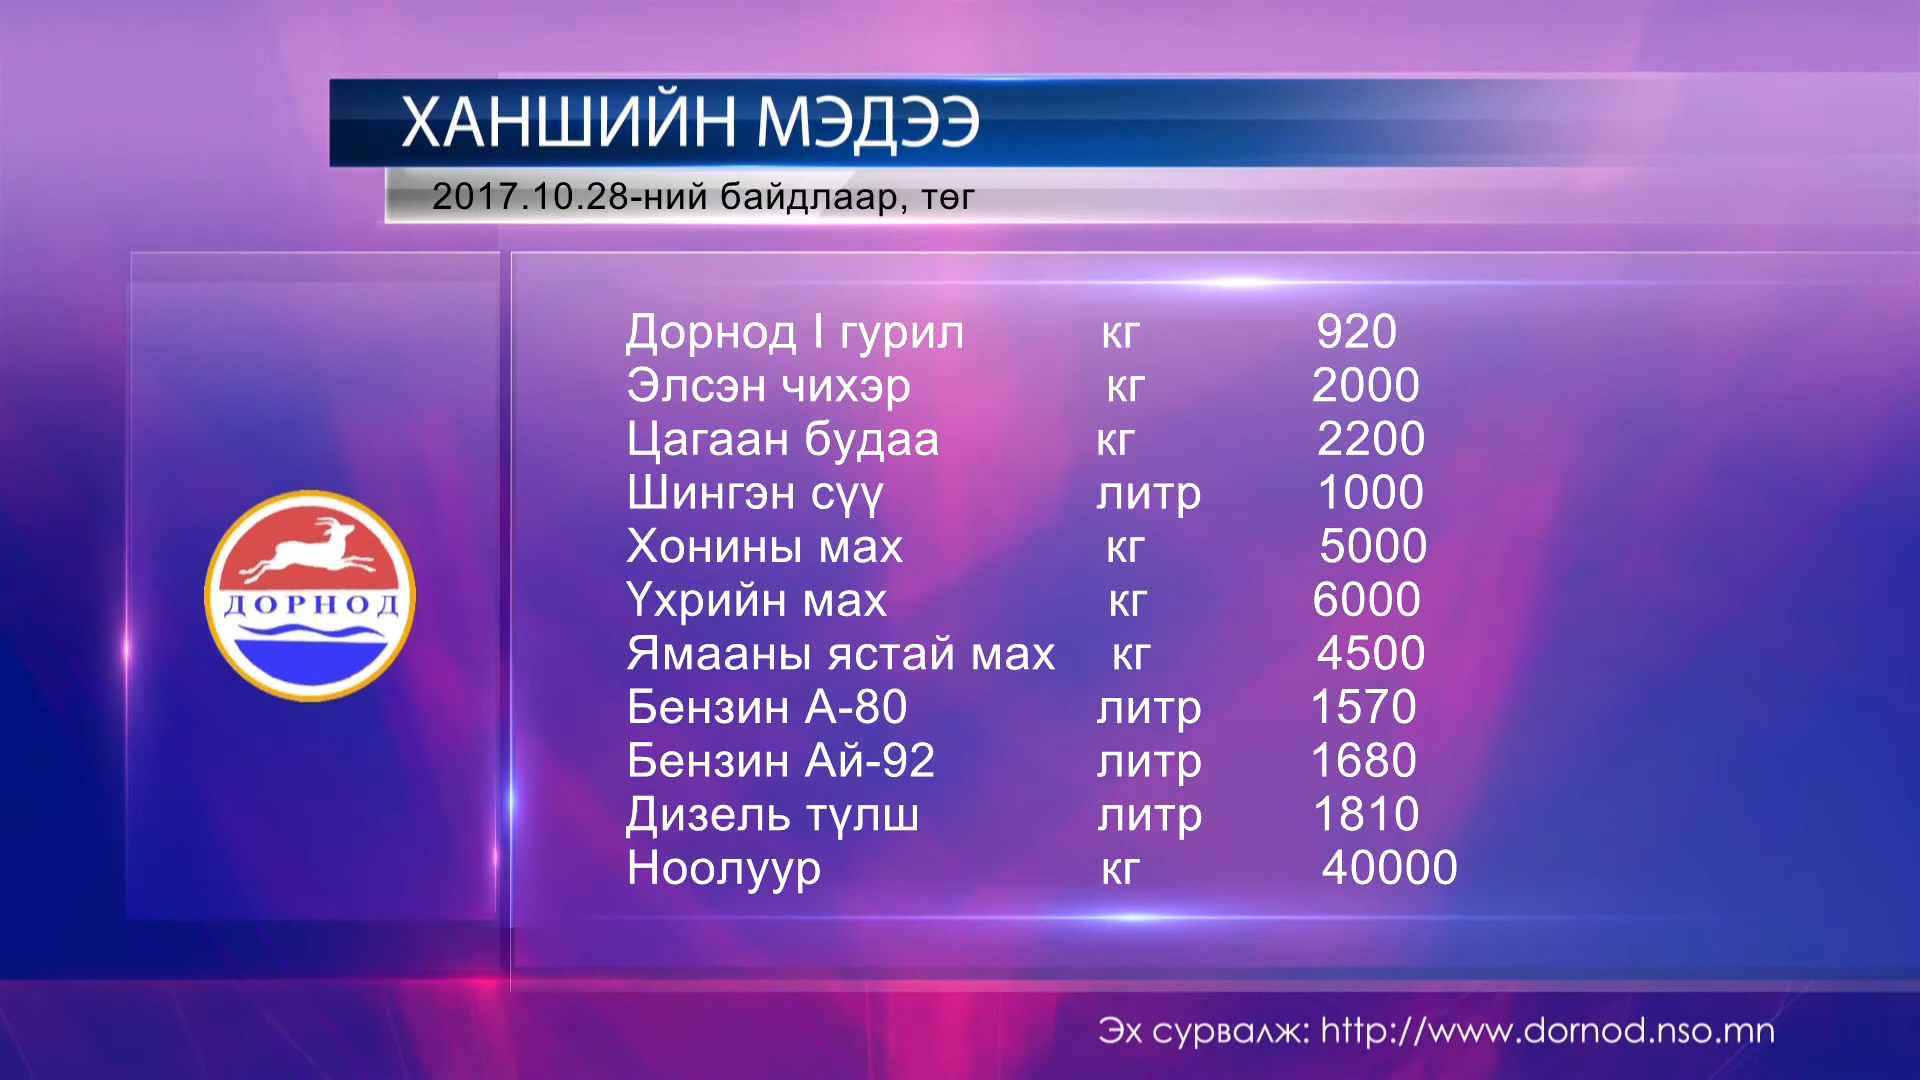 ХАНШИЙН МЭДЭЭ
2017.10.28-ний байдлаар, төг
Дорнод I гурил кг 920
Элсэн чихэр кг 2000
Цагаан будаа кг 2200
Шингэн сүү литр 1000
Хонины мах кг 5000
Үхрийн мах кг 6000
Ямааны ястай мах кг 4500
Бензин А-80 литр 1570
Бензин Ай-92 литр 1680
Дизель түлш литр 1810
Ноолуур кг 40000
ДОРНОД
Эх сурвалж: http://www.dornod.nso.mn